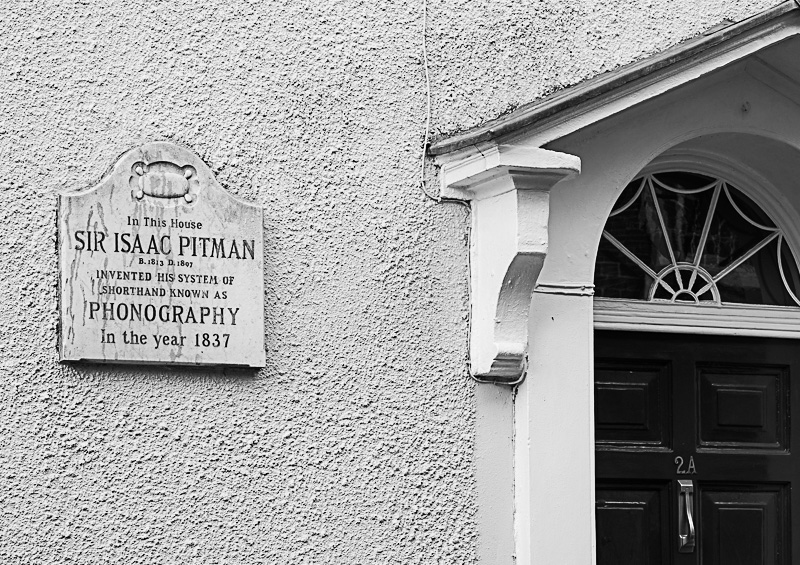 In This House
SIR ISAAC PITMAN
B. 1813 D. 1897
INVENTED HIS SYSTEM OF
SHORTHAND KNOWN AS
PHONOGRAPHY
In the year 1837
2A